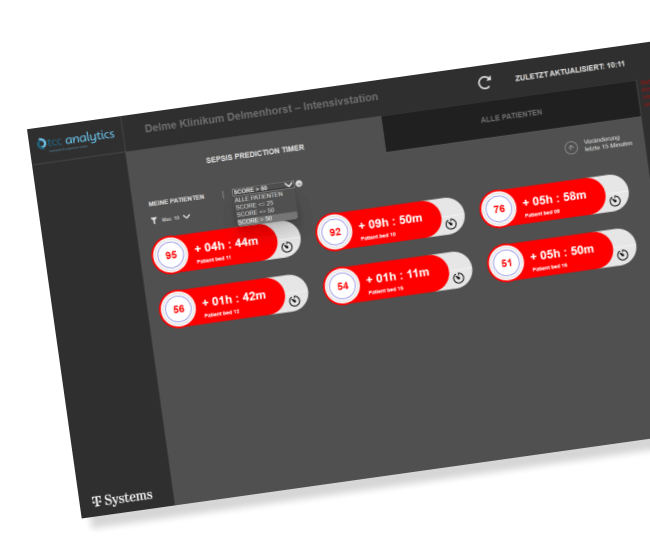 tcc analytics
Delme Klinikum Delmenhorst – Intensivstation
ZULETZT AKTUALISIERT: 10:11
SEPSIS PREDICTION TIMER
ALLE PATIENTEN
Veränderung
letzte 15 Minuten
MEINE PATIENTEN
SCORE > 50
ALLE PATIENTEN
SCORE <= 25
SCORE <= 50
SCORE > 50
Max. 10
95
+ 04h : 44m
Patient bed 11
92
+ 09h : 50m
Patient bed 19
76
+ 05h : 58m
Patient bed 08
56
+ 01h : 42m
Patient bed 12
54
+ 01h : 11m
Patient bed 15
51
+ 05h : 50m
Patient bed 16
T Systems